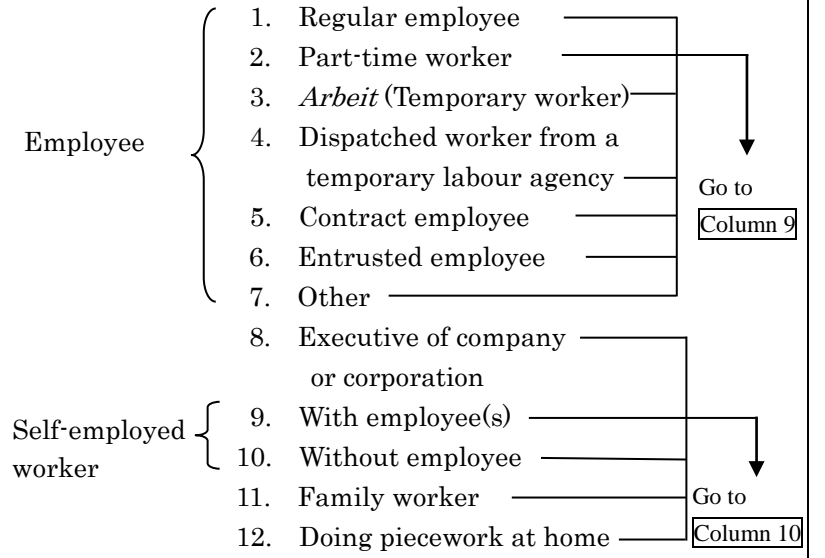 Employee
1. Regular employee
2. Part-time worker
3. Arbeit (Temporary worker)
4. Dispatched worker from a
temporary labour agency
5. Contract employee
6. Entrusted employee
7. Other
Go to
Column 9
8. Executive of company
or corporation
Self-employed
worker
9. With employee(s)
10. Without employee
11. Family worker
12. Doing piecework at home
Go to
Column 10